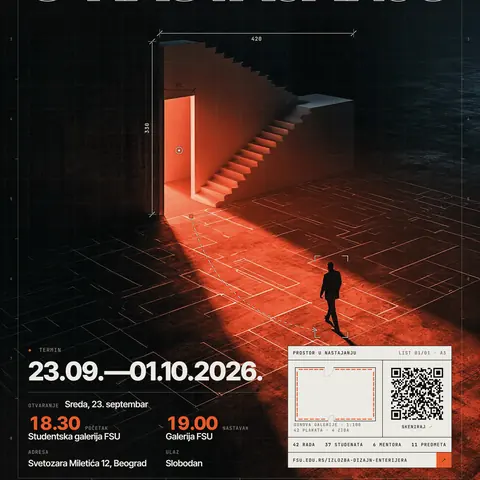 420
330
TERMIN
23.09.—01.10.2026.
OTVARANJE Sreda, 23. septembar
18.30 POČETAK
Studentska galerija FSU
19.00 NASTAVAK
Galerija FSU
ADRESA
Svetozara Miletića 12, Beograd
ULAZ
Slobodan
PROSTOR U NASTAJANJU
LIST 01/01 · A3
OSNOVA GALERIJE · 1:100
42 PLAKATA · 4 ZIDA
SKENIRAJ
42 RADA 37 STUDENATA 6 MENTORA 11 PREDMETA
FSU.EDU.RS/IZLOZBA-DIZAJN-ENTERIJERA